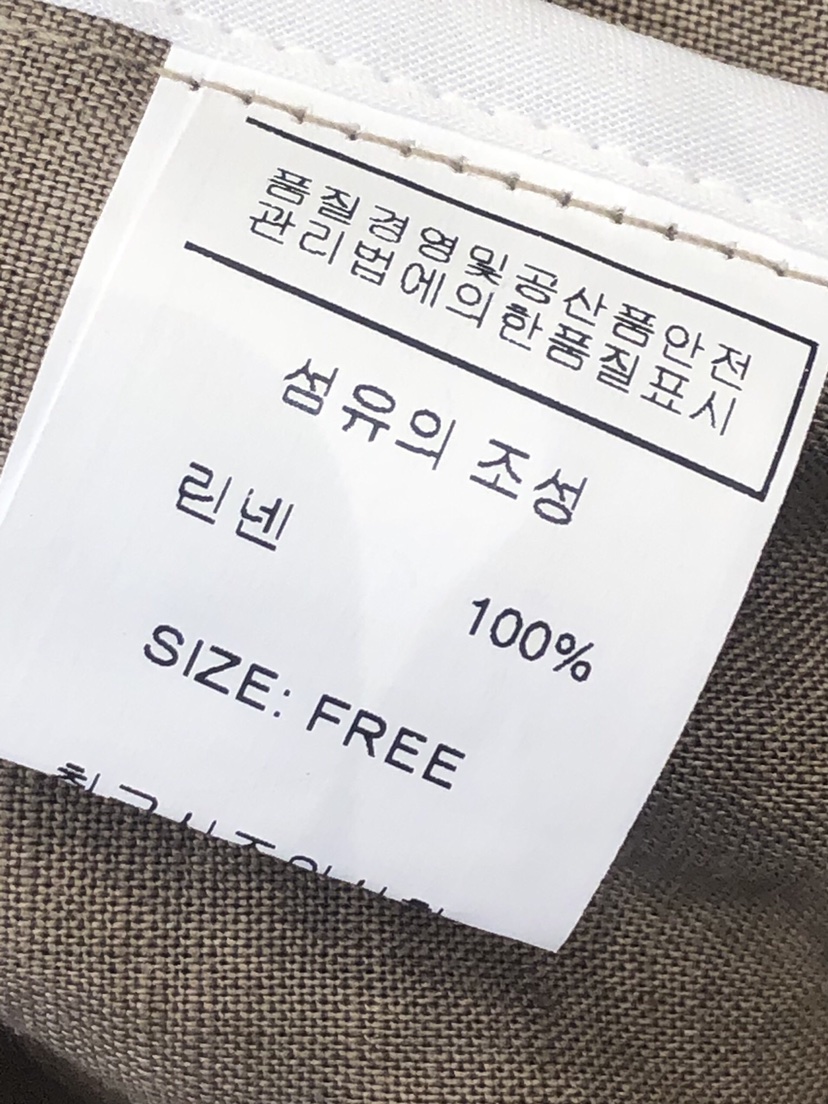 품질경영및공산품안전
관리법에의한품질표시
섬유의 조성
리넨
100%
SIZE: FREE